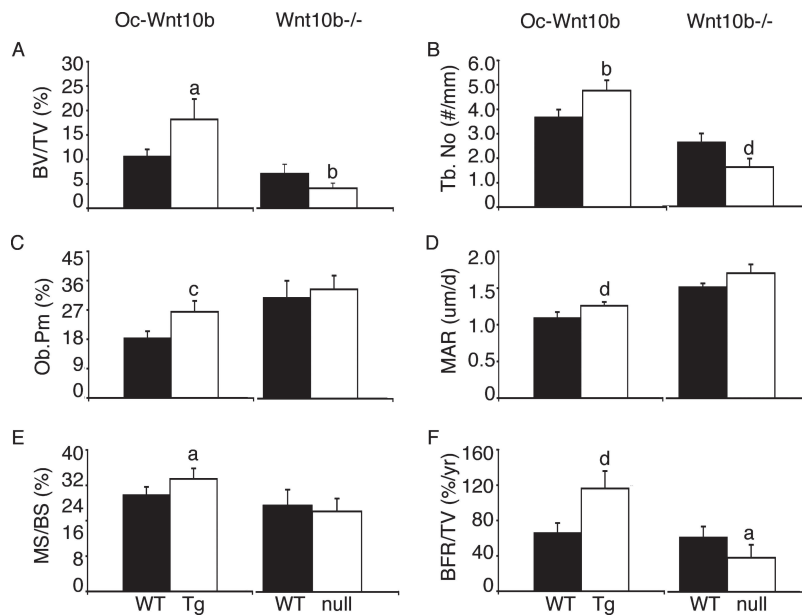 Oc-Wnt10b Wnt10b-/- Oc-Wnt10b Wnt10b-/-
A
BV/TV (%)
30
25
20
15
10
5
0
a
b
B
Tb. No (#/mm)
6.0
5.0
4.0
3.0
2.0
1.0
0
b
d
C
Ob.Pm (%)
45
36
27
18
9
0
c
D
MAR (um/d)
2.0
1.5
1.0
0.5
0
d
E
MS/BS (%)
40
32
24
16
8
0
a
WT Tg WT null
F
BFR/TV (%/yr)
160
120
80
40
0
d
a
WT Tg WT null